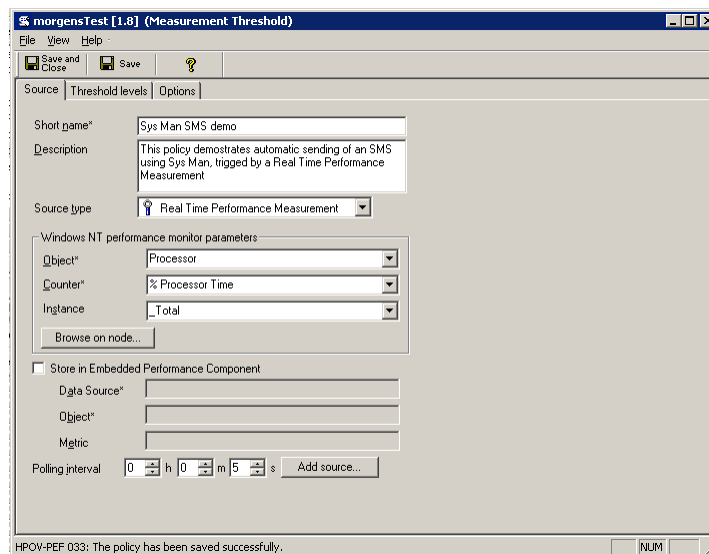 morgensTest [1.8] (Measurement Threshold)
File View Help
Save and Close Save
Source Threshold levels Options
Short name* Sys Man SMS demo
Description This policy demostrates automatic sending of an SMS
using Sys Man, trigged by a Real Time Performance
Measurement
Source type Real Time Performance Measurement
Windows NT performance monitor parameters
Object* Processor
Counter* % Processor Time
Instance _Total
Browse on node...
Store in Embedded Performance Component
Data Source*
Object*
Metric
Polling interval 0 h 0 m 5 s Add source...
HPOV-PEF 033: The policy has been saved successfully. NUM